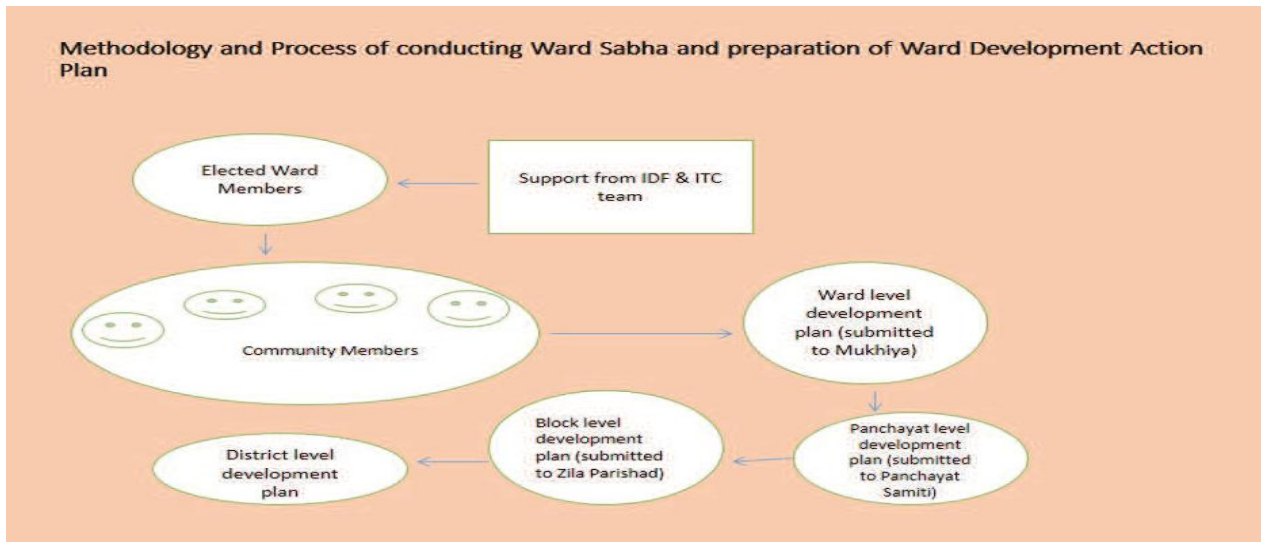 Methodology and Process of conducting Ward Sabha and preparation of Ward Development Action
Plan
Elected Ward
Members
Support from IDF & ITC
team
Community Members
Ward level
development
plan (submitted
to Mukhiya)
Panchayat level
development
plan (submitted
to Panchayat
Samiti)
Block level
development
plan (submitted
to Zila Parishad)
District level
development
plan